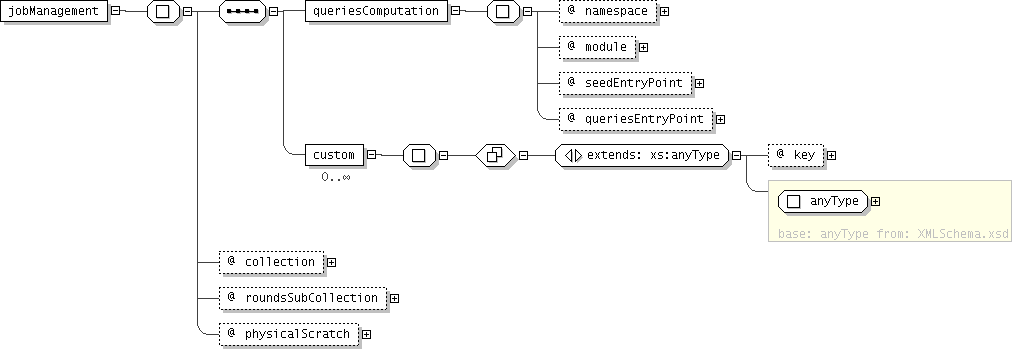 jobManagement
queriesComputation
@ namespace
@ module
@ seedEntryPoint
@ queriesEntryPoint
custom
0..∞
extends: xs:anyType
@ key
anyType
base: anyType from: XMLSchema.xsd
@ collection
@ roundsSubCollection
@ physicalScratch